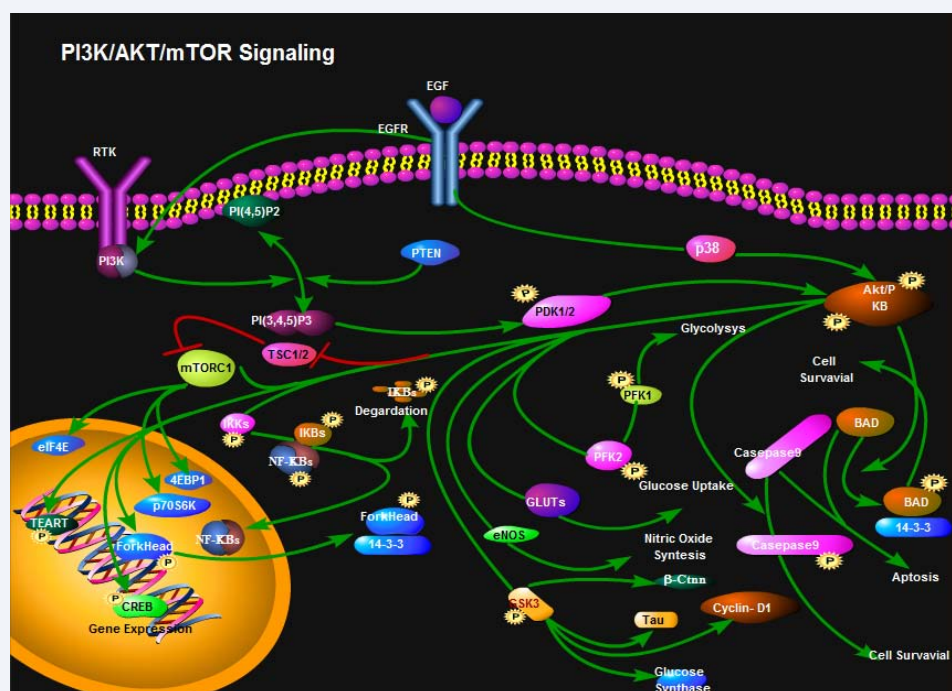 PI3K/AKT/mTOR Signaling
EGF
EGFR
RTK
PI(4,5)P2
PI3K
PTEN
p38
P
Akt/P
KB
P
P
PDK1/2
PI(3,4,5)P3
TSC1/2
mTORC1
Glycolysys
Cell
Survavial
P
PFK1
IKBs
P
Degardation
IKKs
P
IKBs
P
NF-KBs
P
BAD
Casepase9
eIF4E
4EBP1
p70S6K
PFK2
P
Glucose Uptake
GLUTs
P
BAD
14-3-3
P
ForkHead
14-3-3
TEART
P
ForkHead
P
NF-KBs
eNOS
Nitric Oxide
Syntesis
Casepase9
P
Aptosis
β-Ctnn
GSK3
P
Cyclin- D1
P
CREB
Gene Expression
Tau
Cell Survavial
Glucose
Synthbase